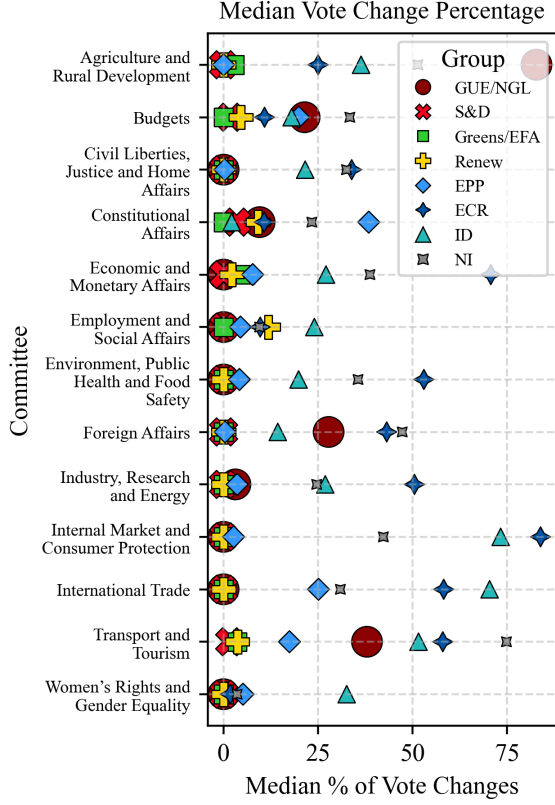 Median Vote Change Percentage
Agriculture and
Rural Development
Budgets
Civil Liberties,
Justice and Home
Affairs
Constitutional
Affairs
Economic and
Monetary Affairs
Employment and
Social Affairs
Environment, Public
Health and Food
Safety
Foreign Affairs
Industry, Research
and Energy
Internal Market and
Consumer Protection
International Trade
Transport and
Tourism
Women's Rights and
Gender Equality
Committee
Group
GUE/NGL
S&D
Greens/EFA
Renew
EPP
ECR
ID
NI
0 25 50 75
Median % of Vote Changes